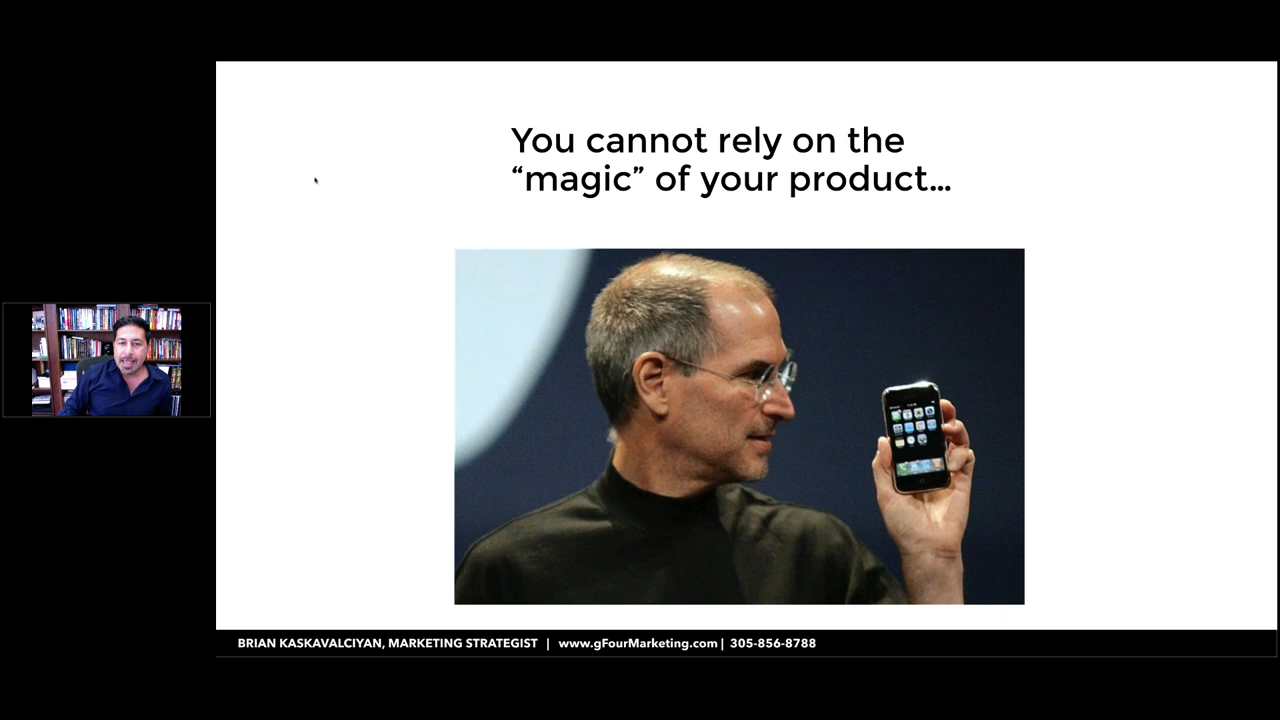 You cannot rely on the
“magic” of your product...
BRIAN KASKAVALCIYAN, MARKETING STRATEGIST | www.gFourMarketing.com | 305-856-8788